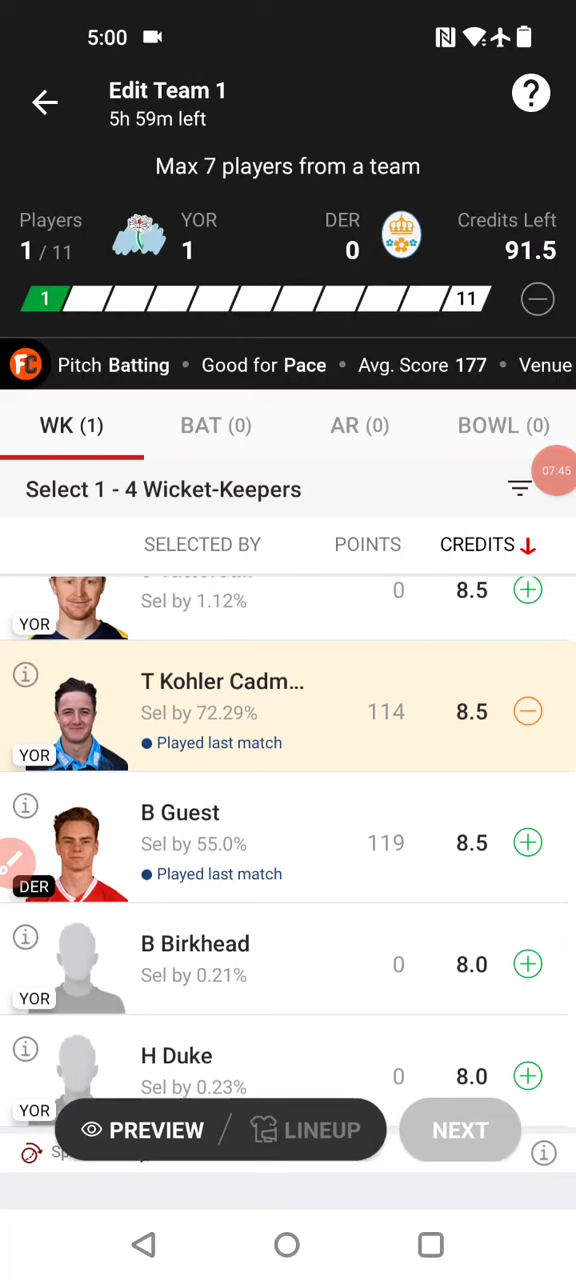 5:00
Edit Team 1
5h 59m left
?
Max 7 players from a team
Players YOR DER Credits Left
1 / 11 1 0 91.5
1 11
FC Pitch Batting • Good for Pace • Avg. Score 177 • Venue
WK (1) BAT (0) AR (0) BOWL (0)
07:45
Select 1 - 4 Wicket-Keepers
SELECTED BY POINTS CREDITS
Sel by 1.12% 0 8.5
YOR
T Kohler Cadm...
Sel by 72.29% 114 8.5
• Played last match
YOR
B Guest
Sel by 55.0% 119 8.5
• Played last match
DER
B Birkhead
Sel by 0.21% 0 8.0
YOR
H Duke
Sel by 0.23% 0 8.0
YOR
PREVIEW / LINEUP NEXT